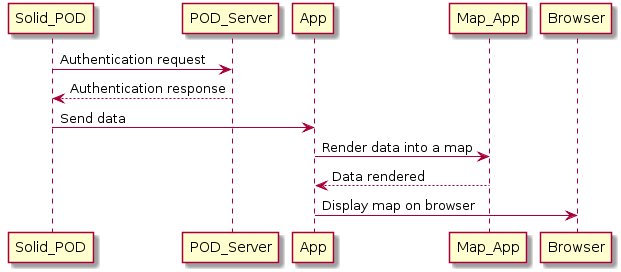 Solid_POD POD_Server App Map_App Browser
Authentication request
Authentication response
Send data
Render data into a map
Data rendered
Display map on browser
Solid_POD POD_Server App Map_App Browser